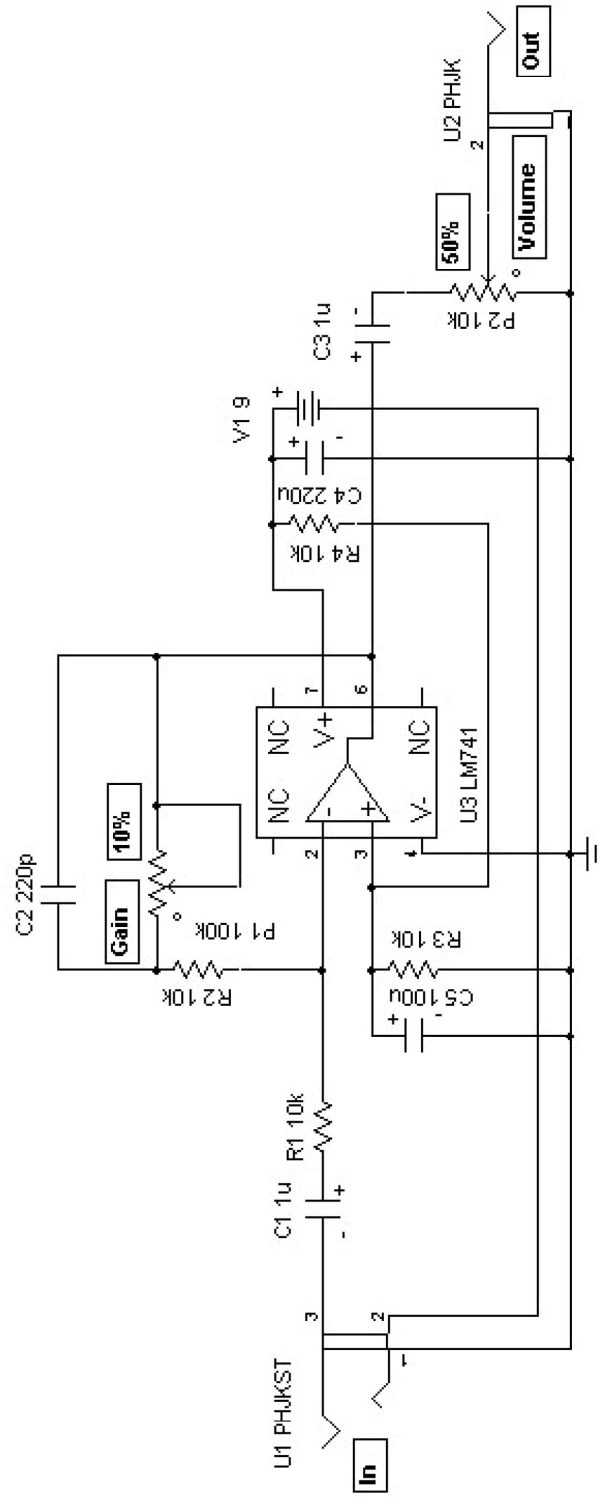 U1 PHJKST
In
3
2
1
C1 1u
-
+
R1 10k
C2 220p
Gain
10%
P1 100k
R2 10k
C5 100u
+
-
R3 10k
2
3
4
-
+
V-
NC
NC
V+
NC
7
6
U3 LM741
R4 10k
C4 220u
+
-
V1 9
+
C3 1u
+
-
P2 10k
50%
Volume
2
U2 PHJK
Out